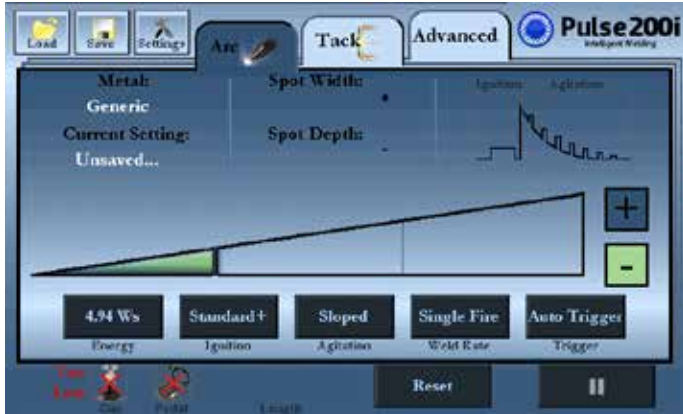 Load
Save
Settings
Arc
Tack
Advanced
Pulse200i
Intelligent Welding
Metal:
Generic
Current Setting:
Unsaved...
Spot Width:
Spot Depth:
Ignition
Agitation
4.94 Ws
Standard+
Sloped
Single Fire
Auto Trigger
Energy
Ignition
Agitation
Weld Rate
Trigger
Low
Gas
Pedal
Length
Reset
+
-